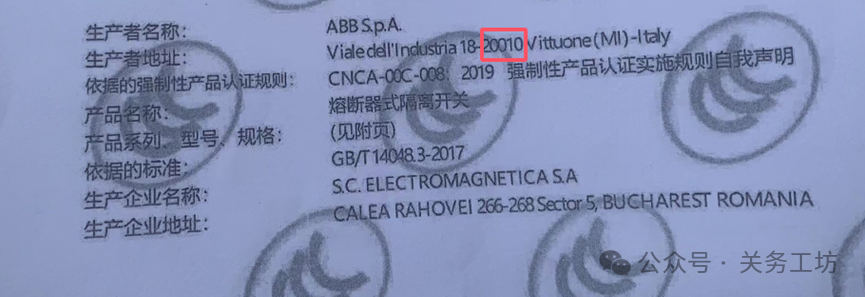 生产者名称： ABB S.p.A.
生产者地址： Viale dell'Industria 18-20010 Vittuone (MI)-Italy
依据的强制性产品认证规则： CNCA-00C-008：2019 强制性产品认证实施规则自我声明
产品名称： 熔断器式隔离开关
产品系列、型号、规格： (见附页)
依据的标准： GB/T 14048.3-2017
生产企业名称： S.C. ELECTROMAGNETICA S.A
生产企业地址： CALEA RAHOVEI 266-268 Sector 5, BUCHAREST ROMANIA
公众号 · 关务工坊